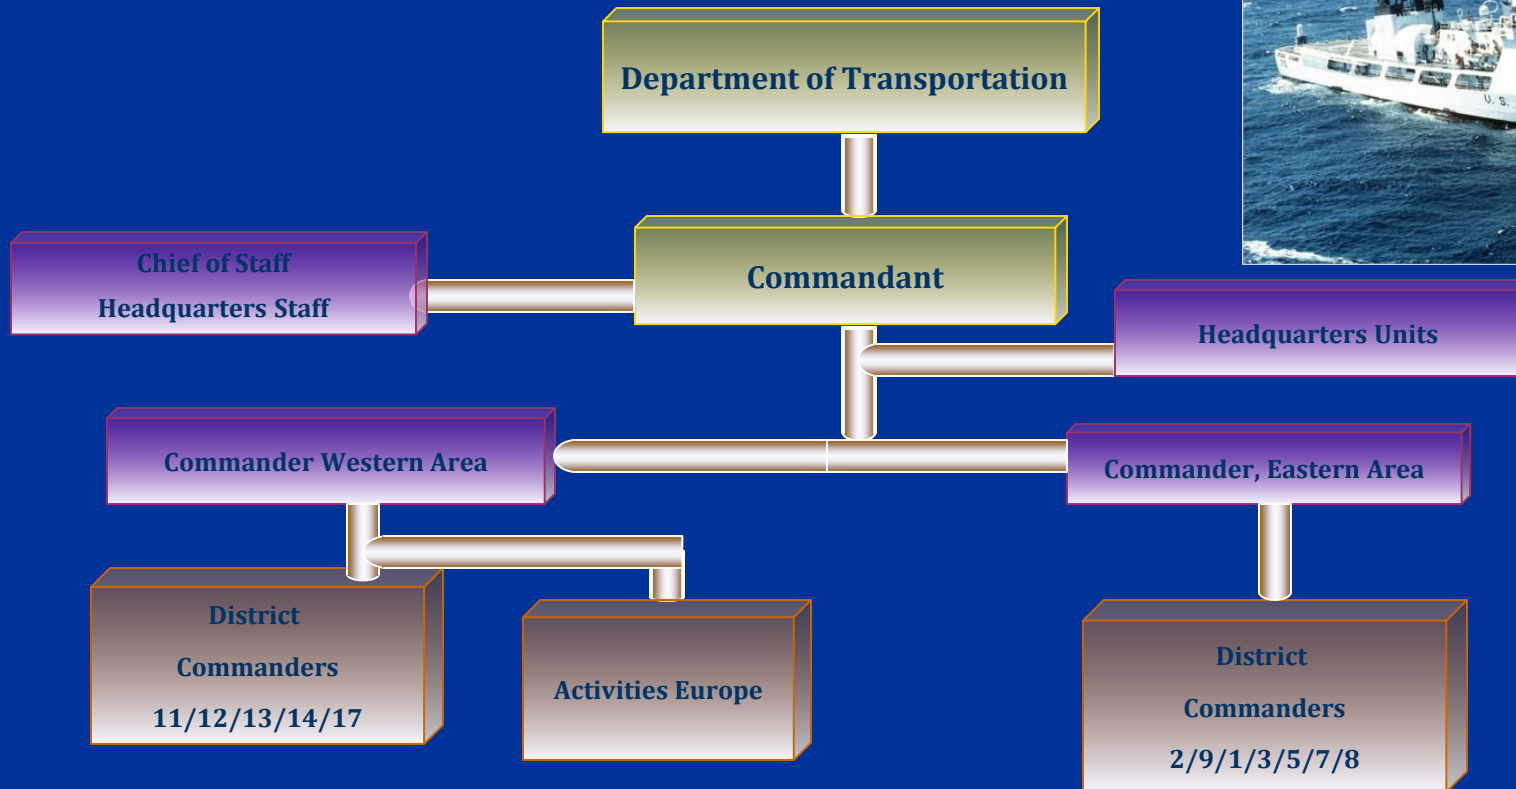 Department of Transportation
U. S.
Commandant
Chief of Staff
Headquarters Staff
Headquarters Units
Commander Western Area
Commander, Eastern Area
District
Commanders
11/12/13/14/17
Activities Europe
District
Commanders
2/9/1/3/5/7/8